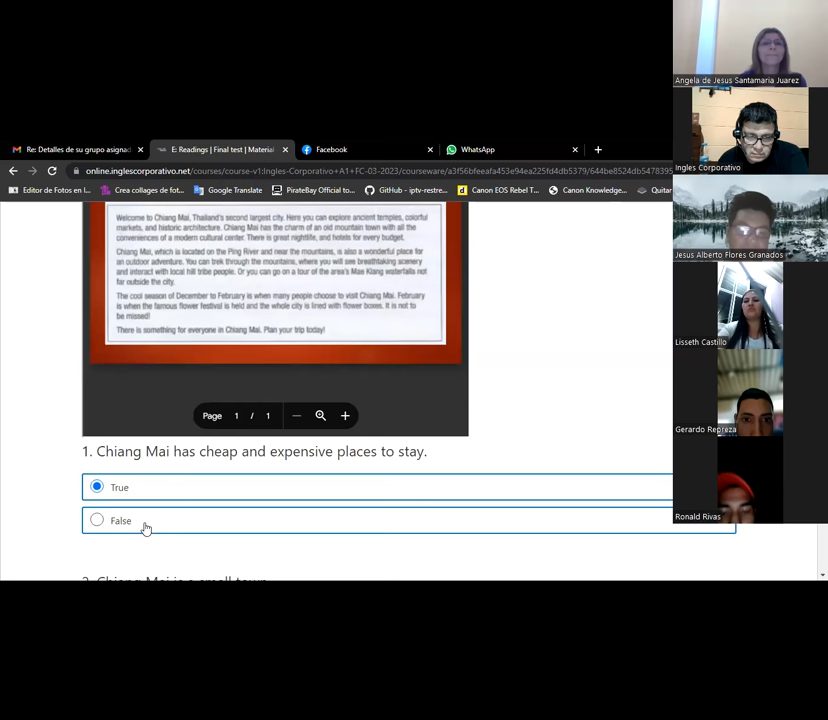 Angela de Jesus Santamaria Juarez
Re: Detalles de su grupo asignad
E: Readings | Final test | Material
Facebook
WhatsApp
online.inglescorporativo.net/courses/course-v1:Ingles-Corporativo+A1+FC-03-2023/courseware/a3f56bfeeafa453e94ea225fd4db5379/644be8524db5478395
Ingles Corporativo
Editor de Fotos en l...
Crea collages de fot...
Google Translate
PirateBay Official to...
GitHub - iptv-restre...
Canon EOS Rebel T...
Canon Knowledge...
Quitar
Welcome to Chiang Mai, Thailand's second largest city. Here you can explore ancient temples, colorful
markets, and historic architecture. Chiang Mai has the charm of an old mountain town with all the
conveniences of a modern cultural center. There is great nightlife, and hotels for every budget.
Chiang Mai, which is located on the Ping River and near the mountains, is also a wonderful place for
an outdoor adventure. You can trek through the mountains, where you will see breathtaking scenery
and interact with local hill tribe people. Or you can go on a tour of the area's Mae Klang waterfalls not
far outside the city.
The cool season of December to February is when many people choose to visit Chiang Mai. February
is when the famous flower festival is held and the whole city is lined with flower boxes. It is not to
be missed!
There is something for everyone in Chiang Mai. Plan your trip today!
Jesus Alberto Flores Granados
Lisseth Castillo
Page 1 / 1
Gerardo Repreza
1. Chiang Mai has cheap and expensive places to stay.
True
False
Ronald Rivas
2. Chiang Mai is a small town.